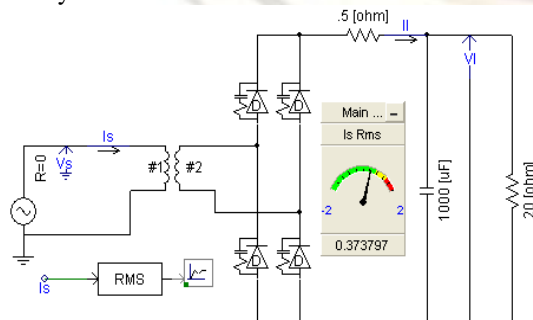 .5 [ohm]
Il
D
D
Main ...
Is Rms
-2
2
0.373797
Is
R=0
Vs
#1
#2
Vl
1000 [uF]
20 [ohm]
D
D
Is
RMS